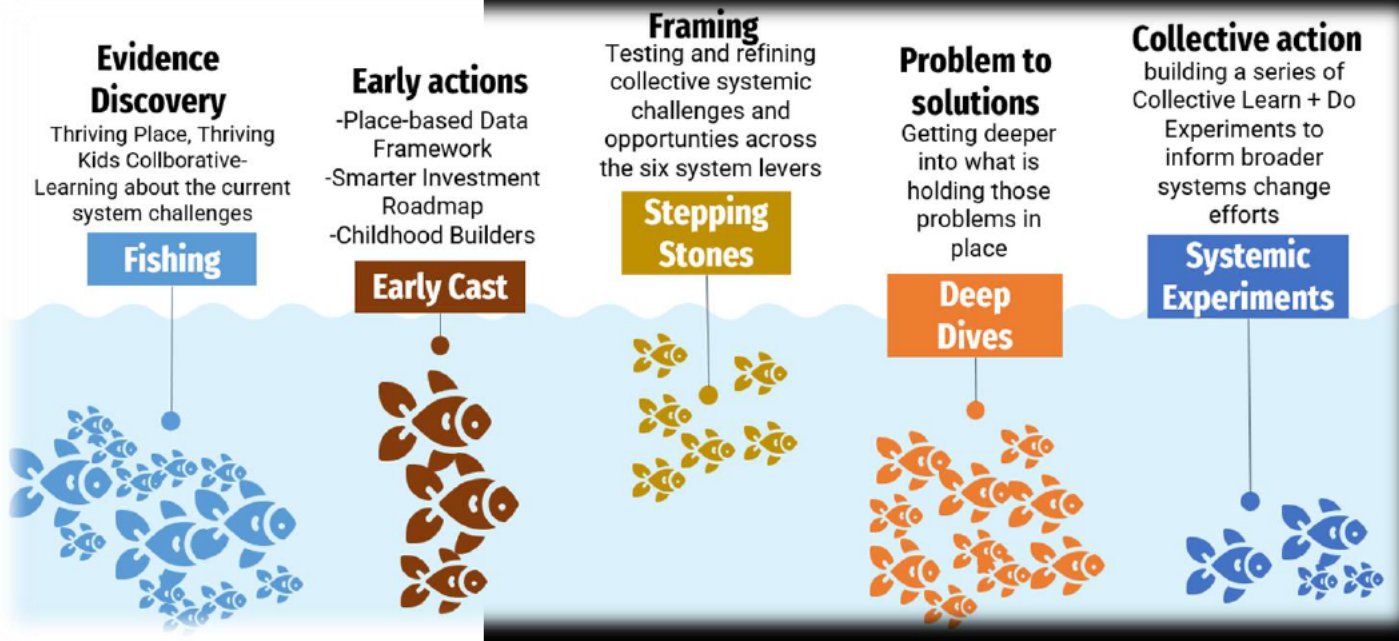 Evidence
Discovery
Thriving Place, Thriving
Kids Collborative-
Learning about the current
system challenges
Fishing
Early actions
-Place-based Data
Framework
-Smarter Investment
Roadmap
-Childhood Builders
Early Cast
Framing
Testing and refining
collective systemic
challenges and
opportunties across
the six system levers
Stepping
Stones
Problem to
solutions
Getting deeper
into what is
holding those
problems in
place
Deep
Dives
Collective action
building a series of
Collective Learn + Do
Experiments to
inform broader
systems change
efforts
Systemic
Experiments